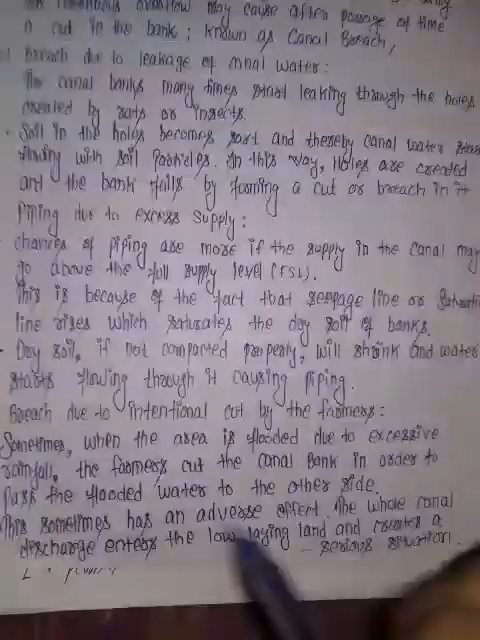 overflow may cause after passage of time
a cut in the bank; known as Canal Breach,
Breach due to leakage of canal water:
The canal banks many times start leaking through the holes
created by rats or insects.
Soil in the holes becomes soft and thereby canal water
flowing with soil particles. In this way, Holes are created
and the bank fails by forming a cut or breach in it
Piping due to excess supply:
chances of piping are more if the supply in the canal may
go above the full supply level (FSL).
This is because of the fact that seepage line or
line rises which saturates the dry soil of banks.
Dry soil, if not compacted properly, will shrink and water
starts flowing through it causing piping.
Breach due to intentional cut by the farmers:
Sometimes, when the area is flooded due to excessive
rainfall, the farmers cut the canal Bank in order to
pass the flooded water to the other side.
This sometimes has an adverse effect. The whole canal
discharge enters the low laying land and creates a
- serious situation.